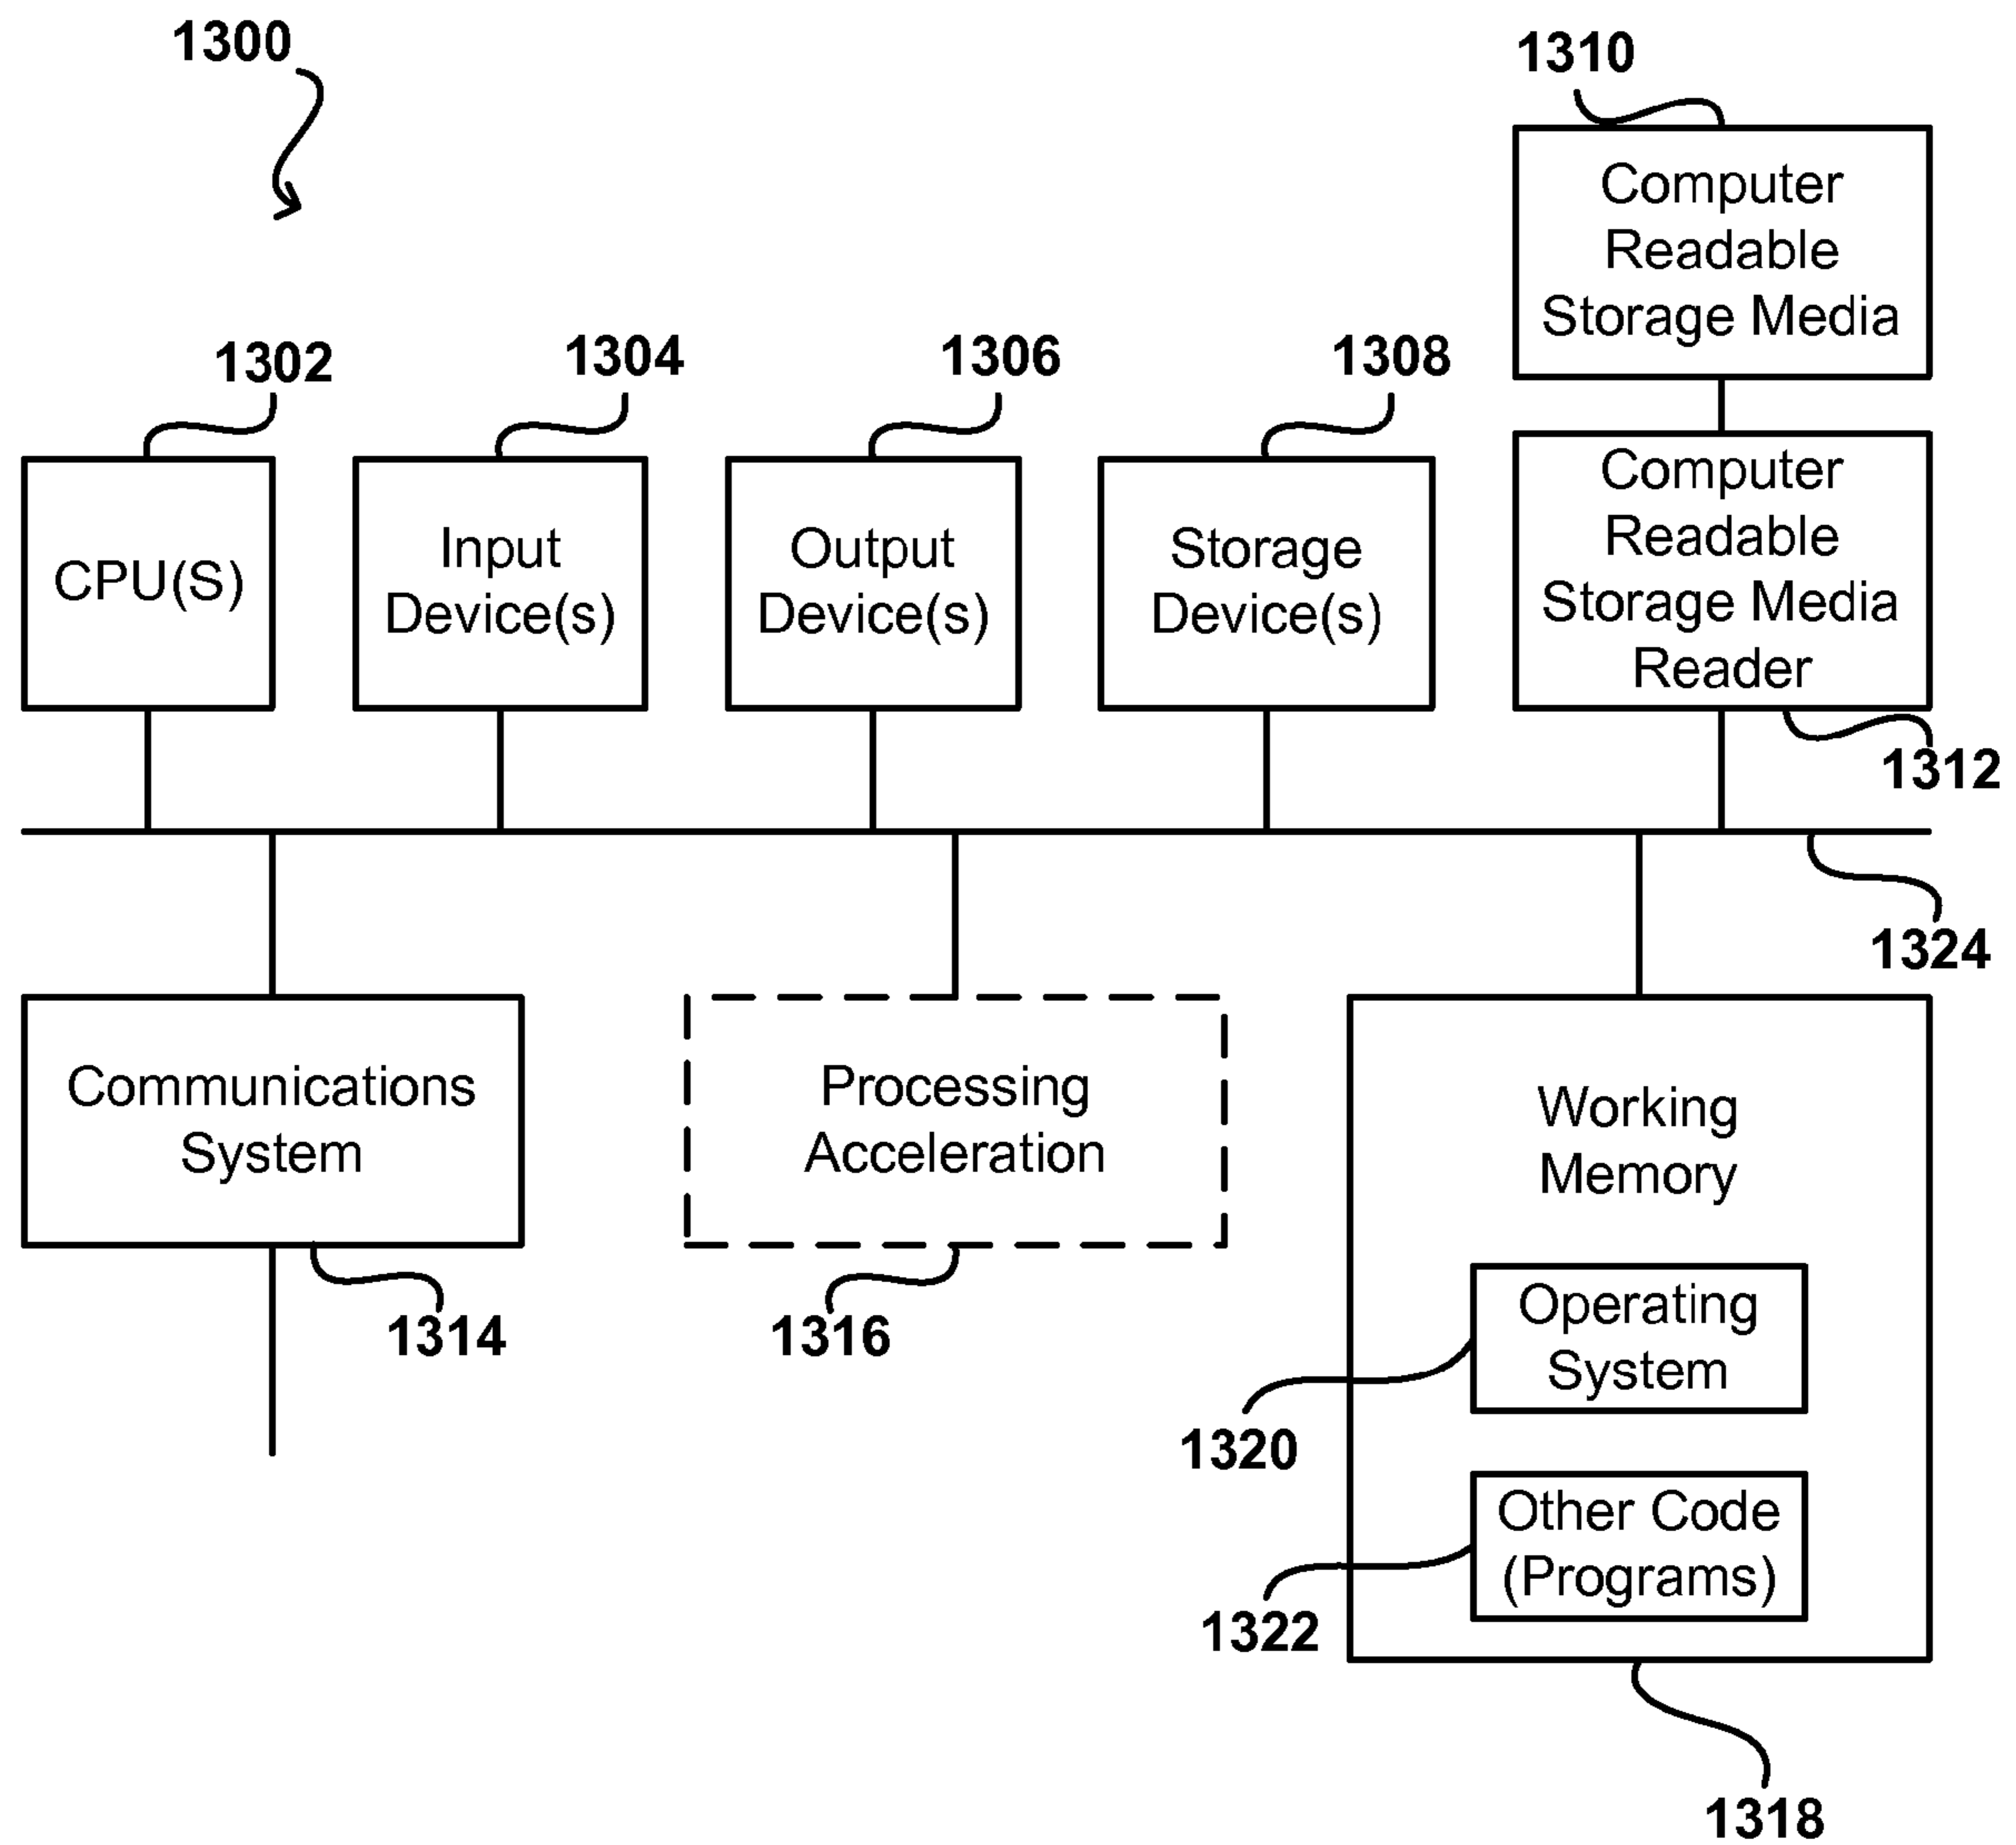 1300
1310
Computer
Readable
Storage Media
1302
1304
1306
1308
CPU(S)
Input
Device(s)
Output
Device(s)
Storage
Device(s)
Computer
Readable
Storage Media
Reader
1312
1324
Communications
System
Processing
Acceleration
Working
Memory
1314
1316
Operating
System
1320
Other Code
(Programs)
1322
1318